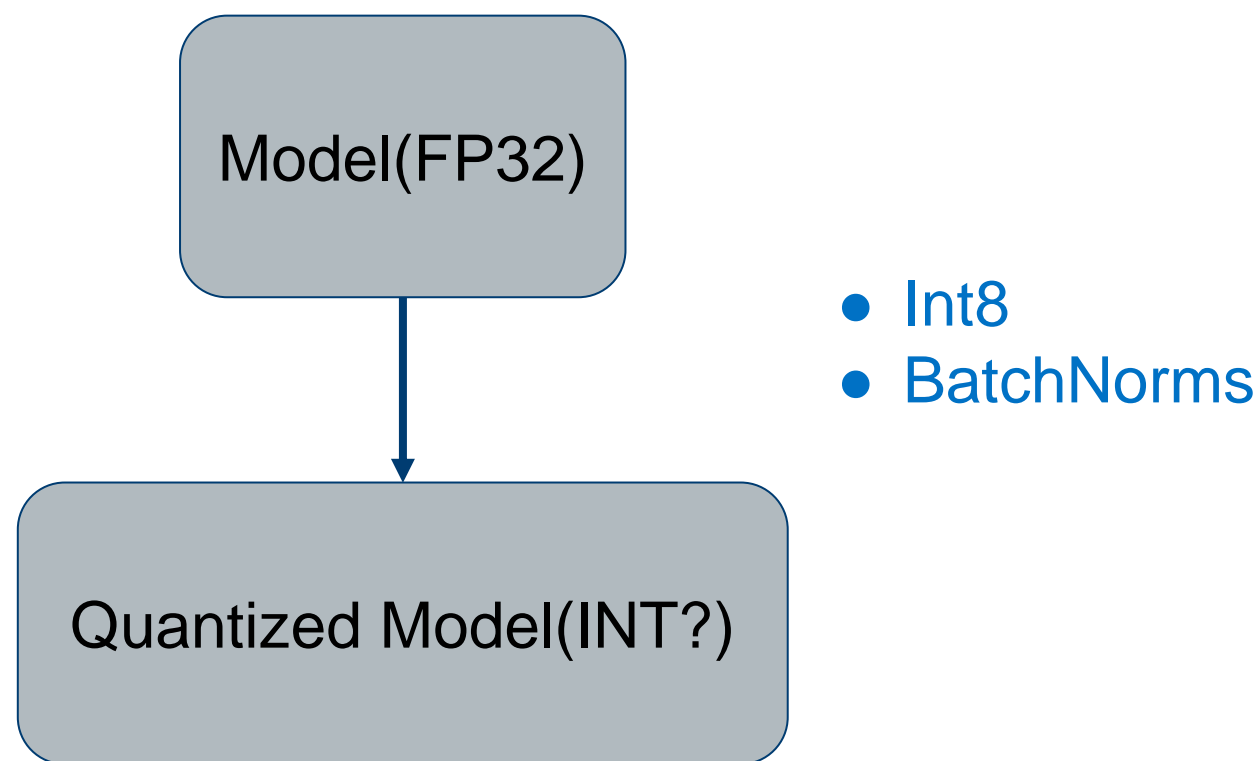 Model(FP32)
● Int8
● BatchNorms
Quantized Model(INT?)